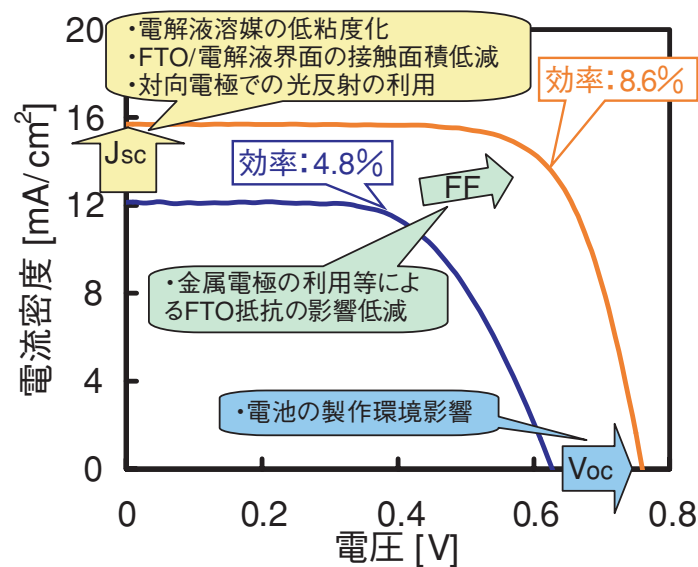 ・電解液溶媒の低粘度化
・FTO/電解液界面の接触面積低減
・対向電極での光反射の利用
効率：8.6%
Jsc
効率：4.8%
FF
・金属電極の利用等によ
るFTO抵抗の影響低減
・電池の製作環境影響
Voc
電流密度 [mA/cm²]
20
16
12
8
4
0
0
0.2
0.4
0.6
0.8
電圧 [V]